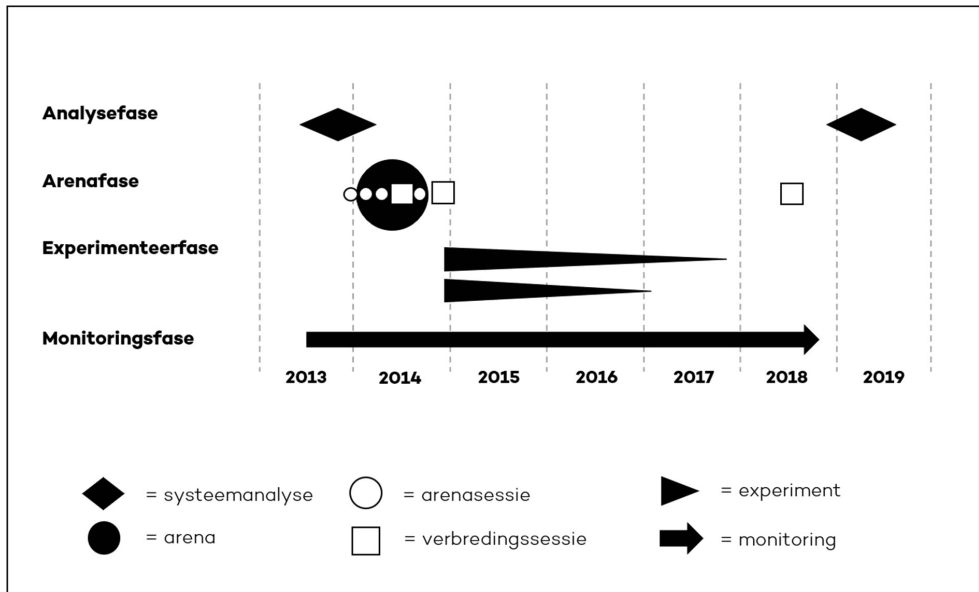 Analysefase
Arenafase
Experimenteerfase
Monitoringsfase
2013 2014 2015 2016 2017 2018 2019
= systeemanalyse = arenasessie = experiment
= arena = verbredingssessie = monitoring